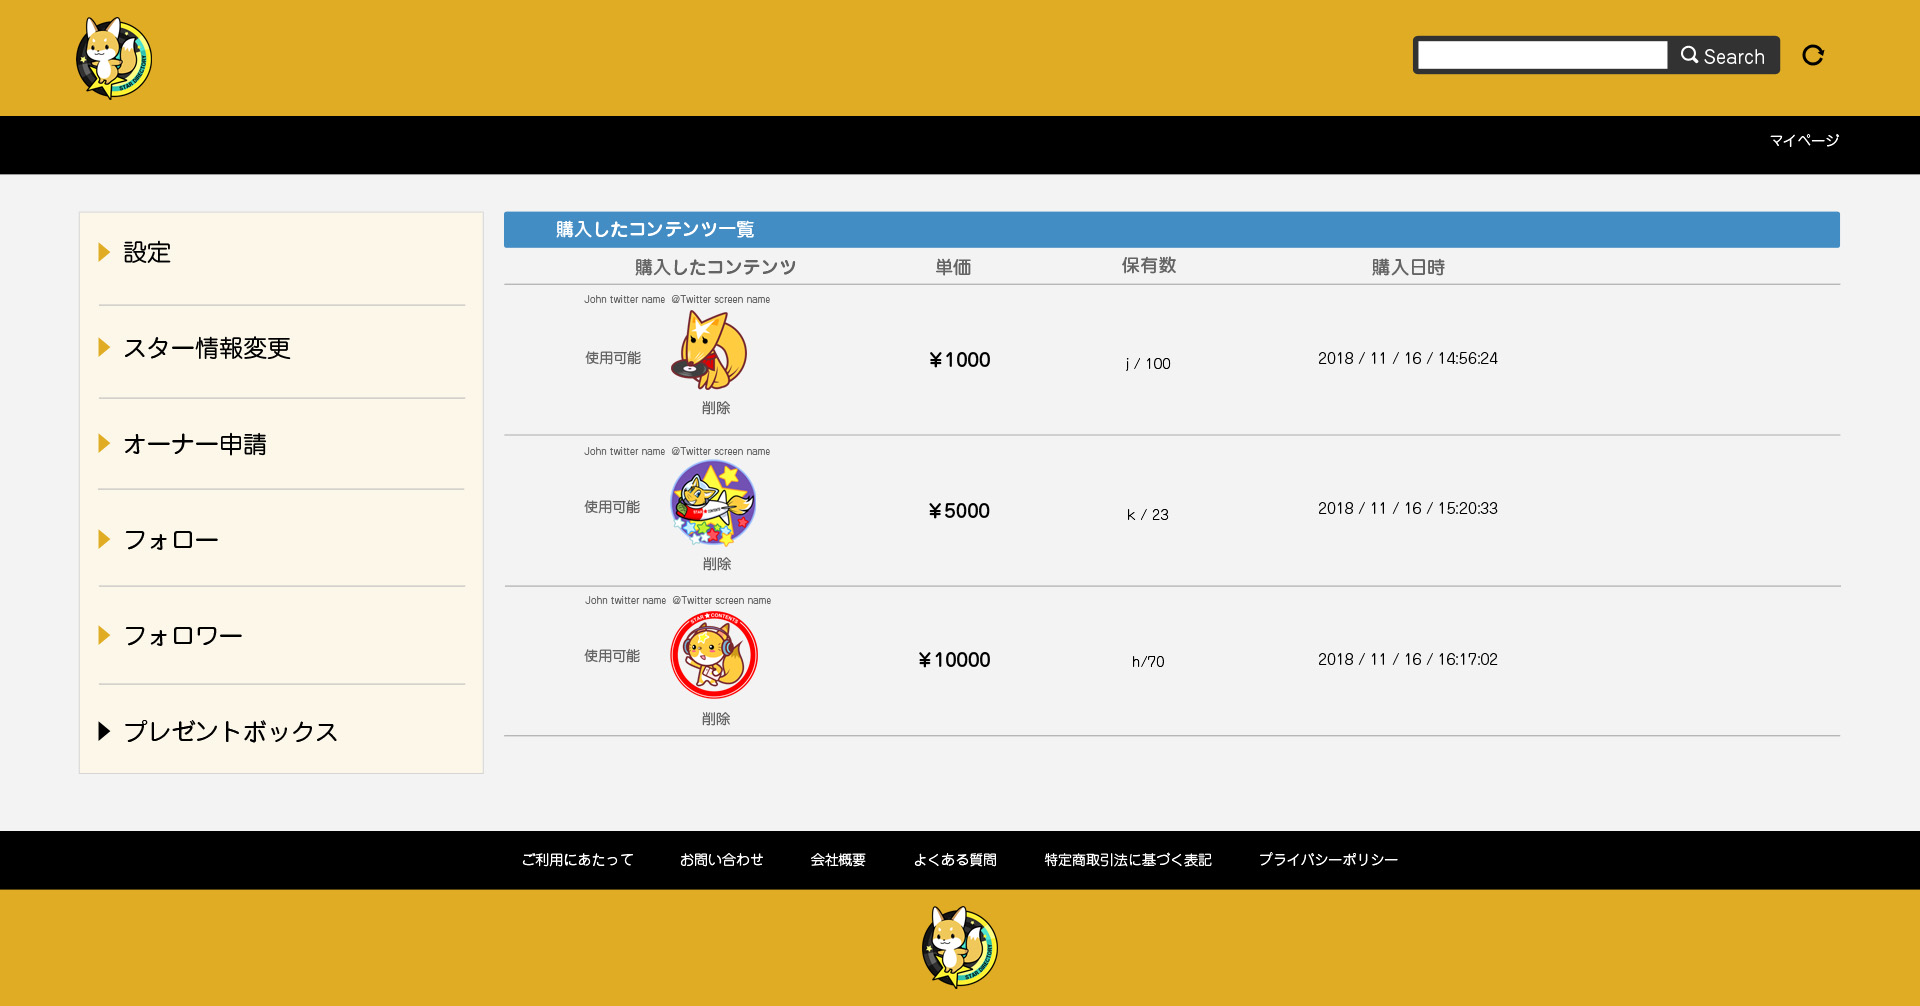 STAR DIRECTORY
Search
マイページ
設定
スター情報変更
オーナー申請
フォロー
フォロワー
プレゼントボックス
購入したコンテンツ一覧
購入したコンテンツ 単価 保有数 購入日時
John twitter name @Twitter screen name
使用可能 ¥1000 j / 100 2018 / 11 / 16 / 14:56:24
削除
John twitter name @Twitter screen name
STAR★CONTENTS
使用可能 ¥5000 k / 23 2018 / 11 / 16 / 15:20:33
削除
John twitter name @Twitter screen name
STAR★CONTENTS
使用可能 ¥10000 h/70 2018 / 11 / 16 / 16:17:02
削除
ご利用にあたって お問い合わせ 会社概要 よくある質問 特定商取引法に基づく表記 プライバシーポリシー
STAR DIRECTORY